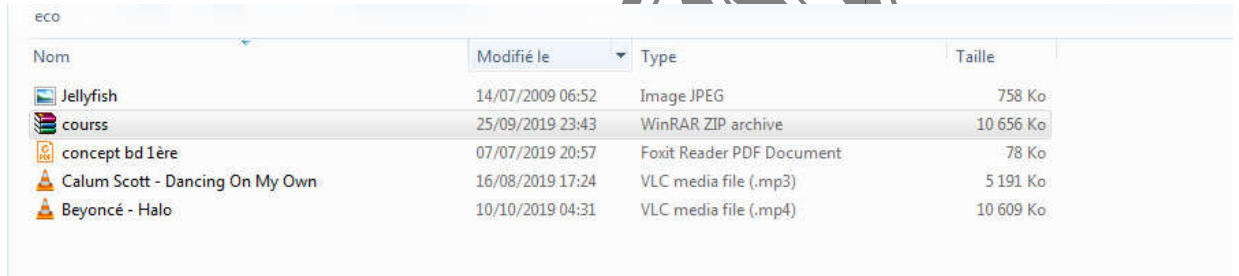 eco
Nom Modifié le Type Taille
Jellyfish 14/07/2009 06:52 Image JPEG 758 Ko
courss 25/09/2019 23:43 WinRAR ZIP archive 10 656 Ko
concept bd 1ère 07/07/2019 20:57 Foxit Reader PDF Document 78 Ko
Calum Scott - Dancing On My Own 16/08/2019 17:24 VLC media file (.mp3) 5 191 Ko
Beyoncé - Halo 10/10/2019 04:31 VLC media file (.mp4) 10 609 Ko